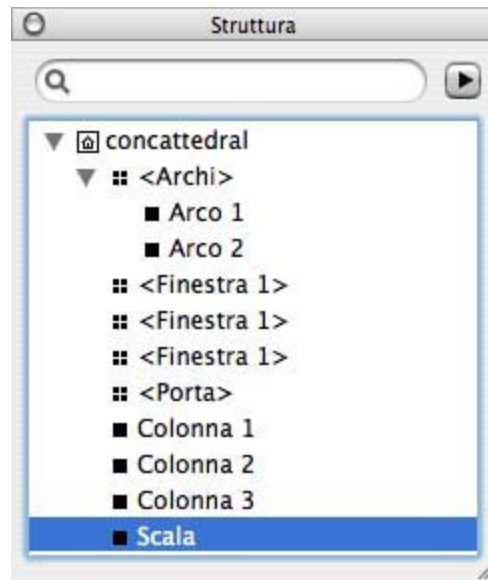 Struttura
concattedral
<Archi>
Arco 1
Arco 2
<Finestra 1>
<Finestra 1>
<Finestra 1>
<Porta>
Colonna 1
Colonna 2
Colonna 3
Scala